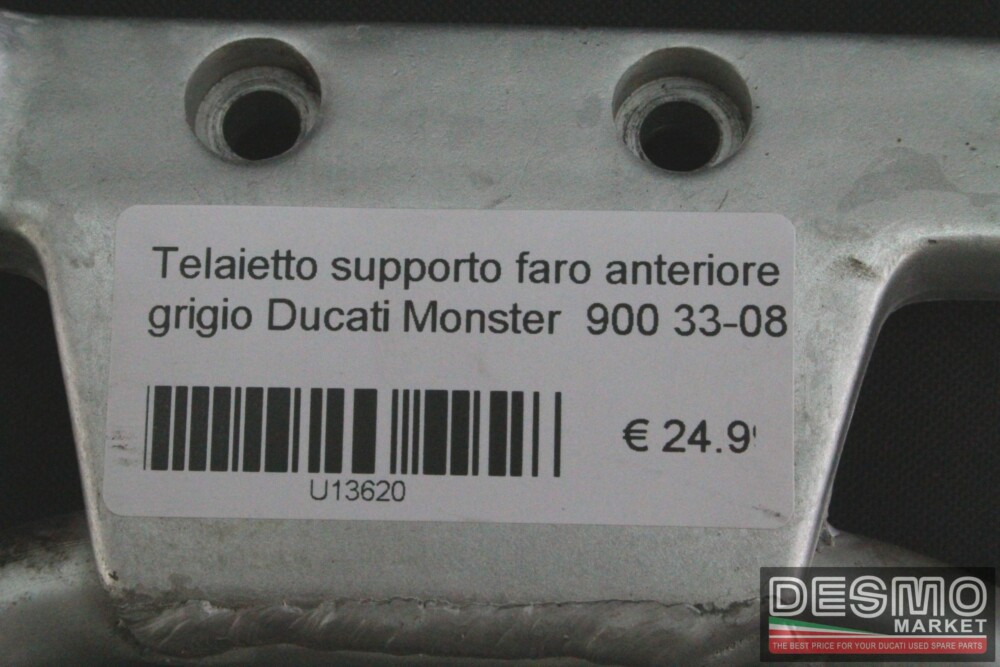 Telaietto supporto faro anteriore
grigio Ducati Monster 900 33-08
€ 24.9
U13620
DESMO
MARKET
THE BEST PRICE FOR YOUR DUCATI USED SPARE PARTS